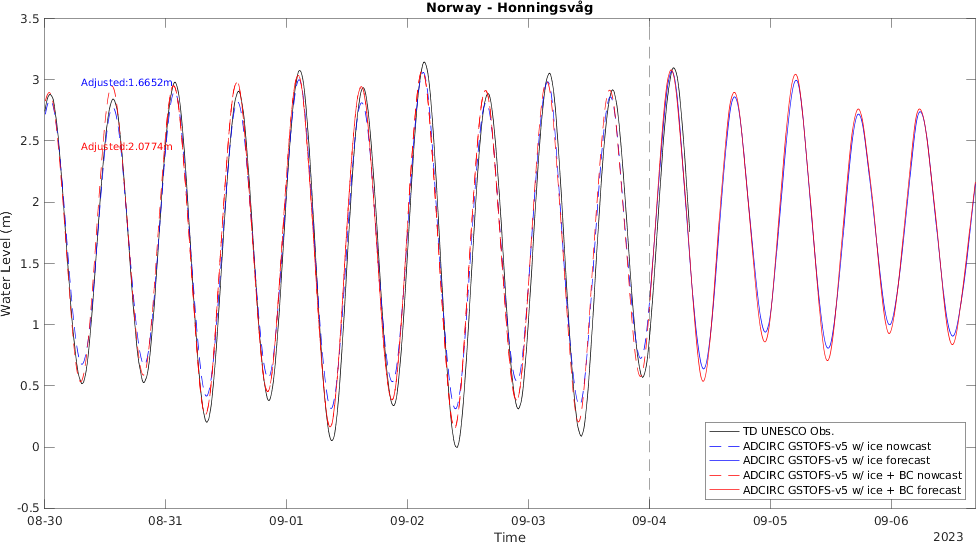 Norway - Honningsvåg
3.5
3
2.5
2
1.5
1
0.5
0
-0.5
Water Level (m)
Adjusted:1.6652m
Adjusted:2.0774m
TD UNESCO Obs.
ADCIRC GSTOFS-v5 w/ ice nowcast
ADCIRC GSTOFS-v5 w/ ice forecast
ADCIRC GSTOFS-v5 w/ ice + BC nowcast
ADCIRC GSTOFS-v5 w/ ice + BC forecast
08-30 08-31 09-01 09-02 09-03 09-04 09-05 09-06
Time
2023